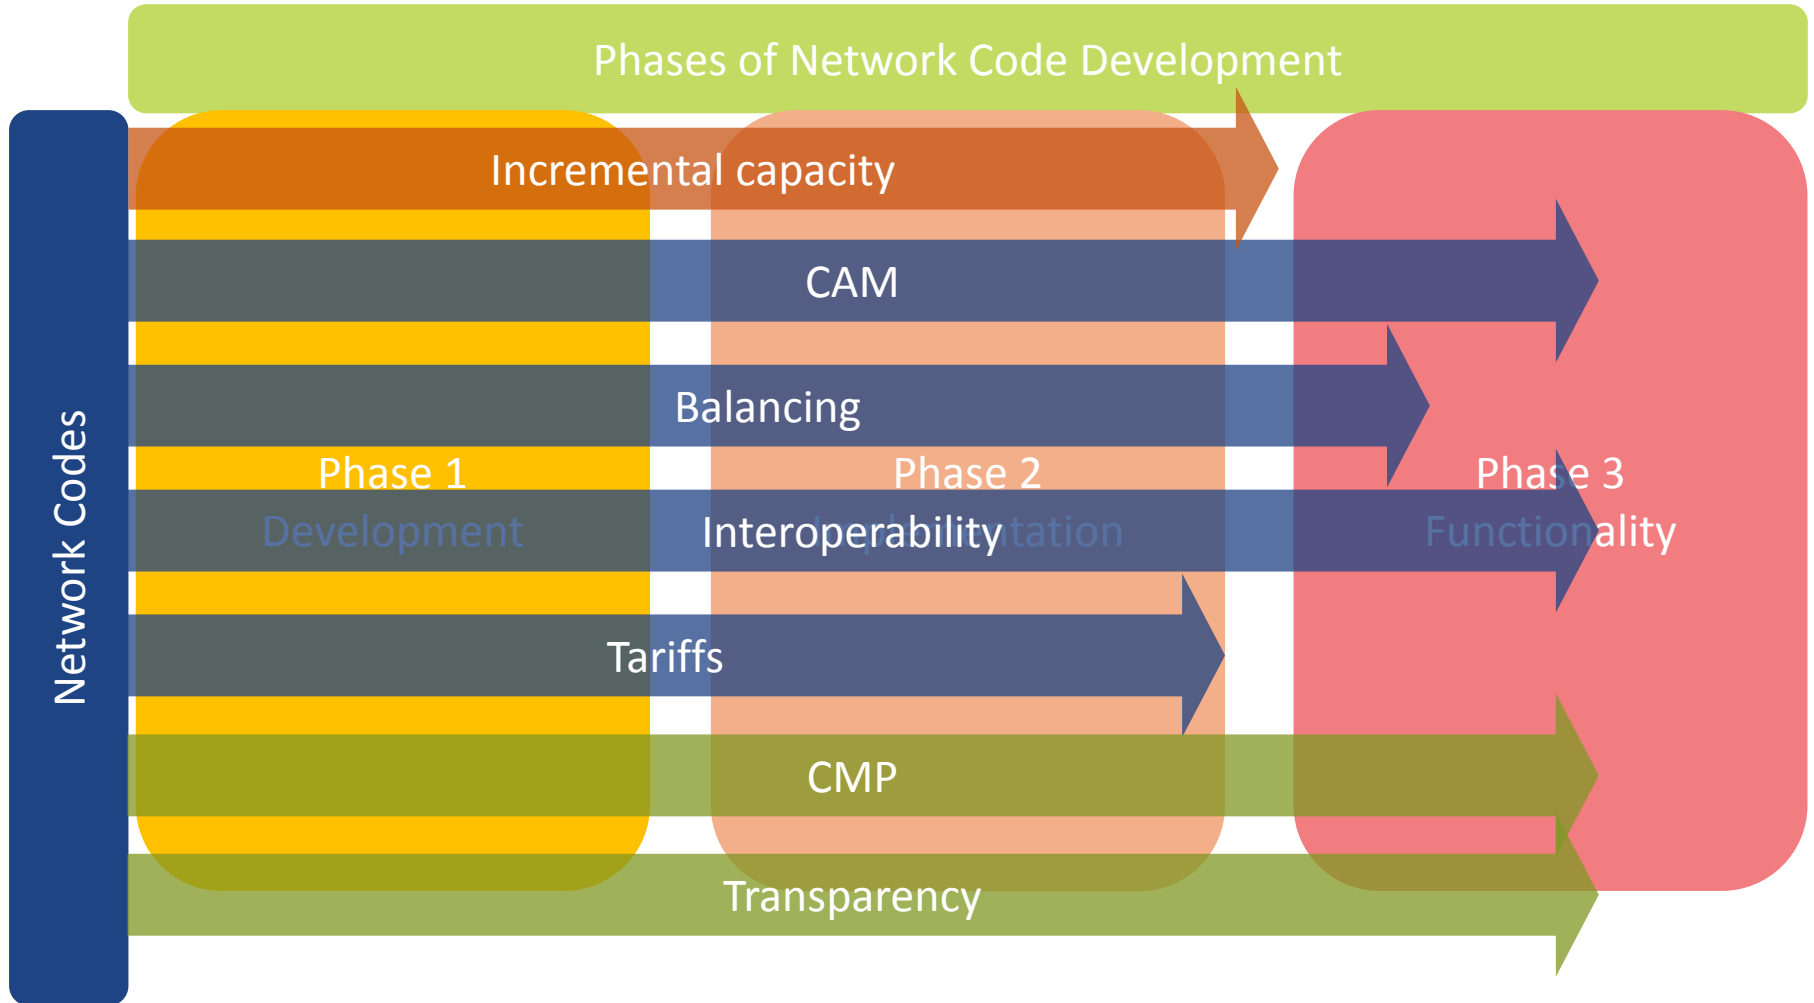 Phases of Network Code Development
Network Codes
Incremental capacity
CAM
Balancing
Phase 1
Development
Phase 2
Implementation
Phase 3
Functionality
Interoperability
Tariffs
CMP
Transparency